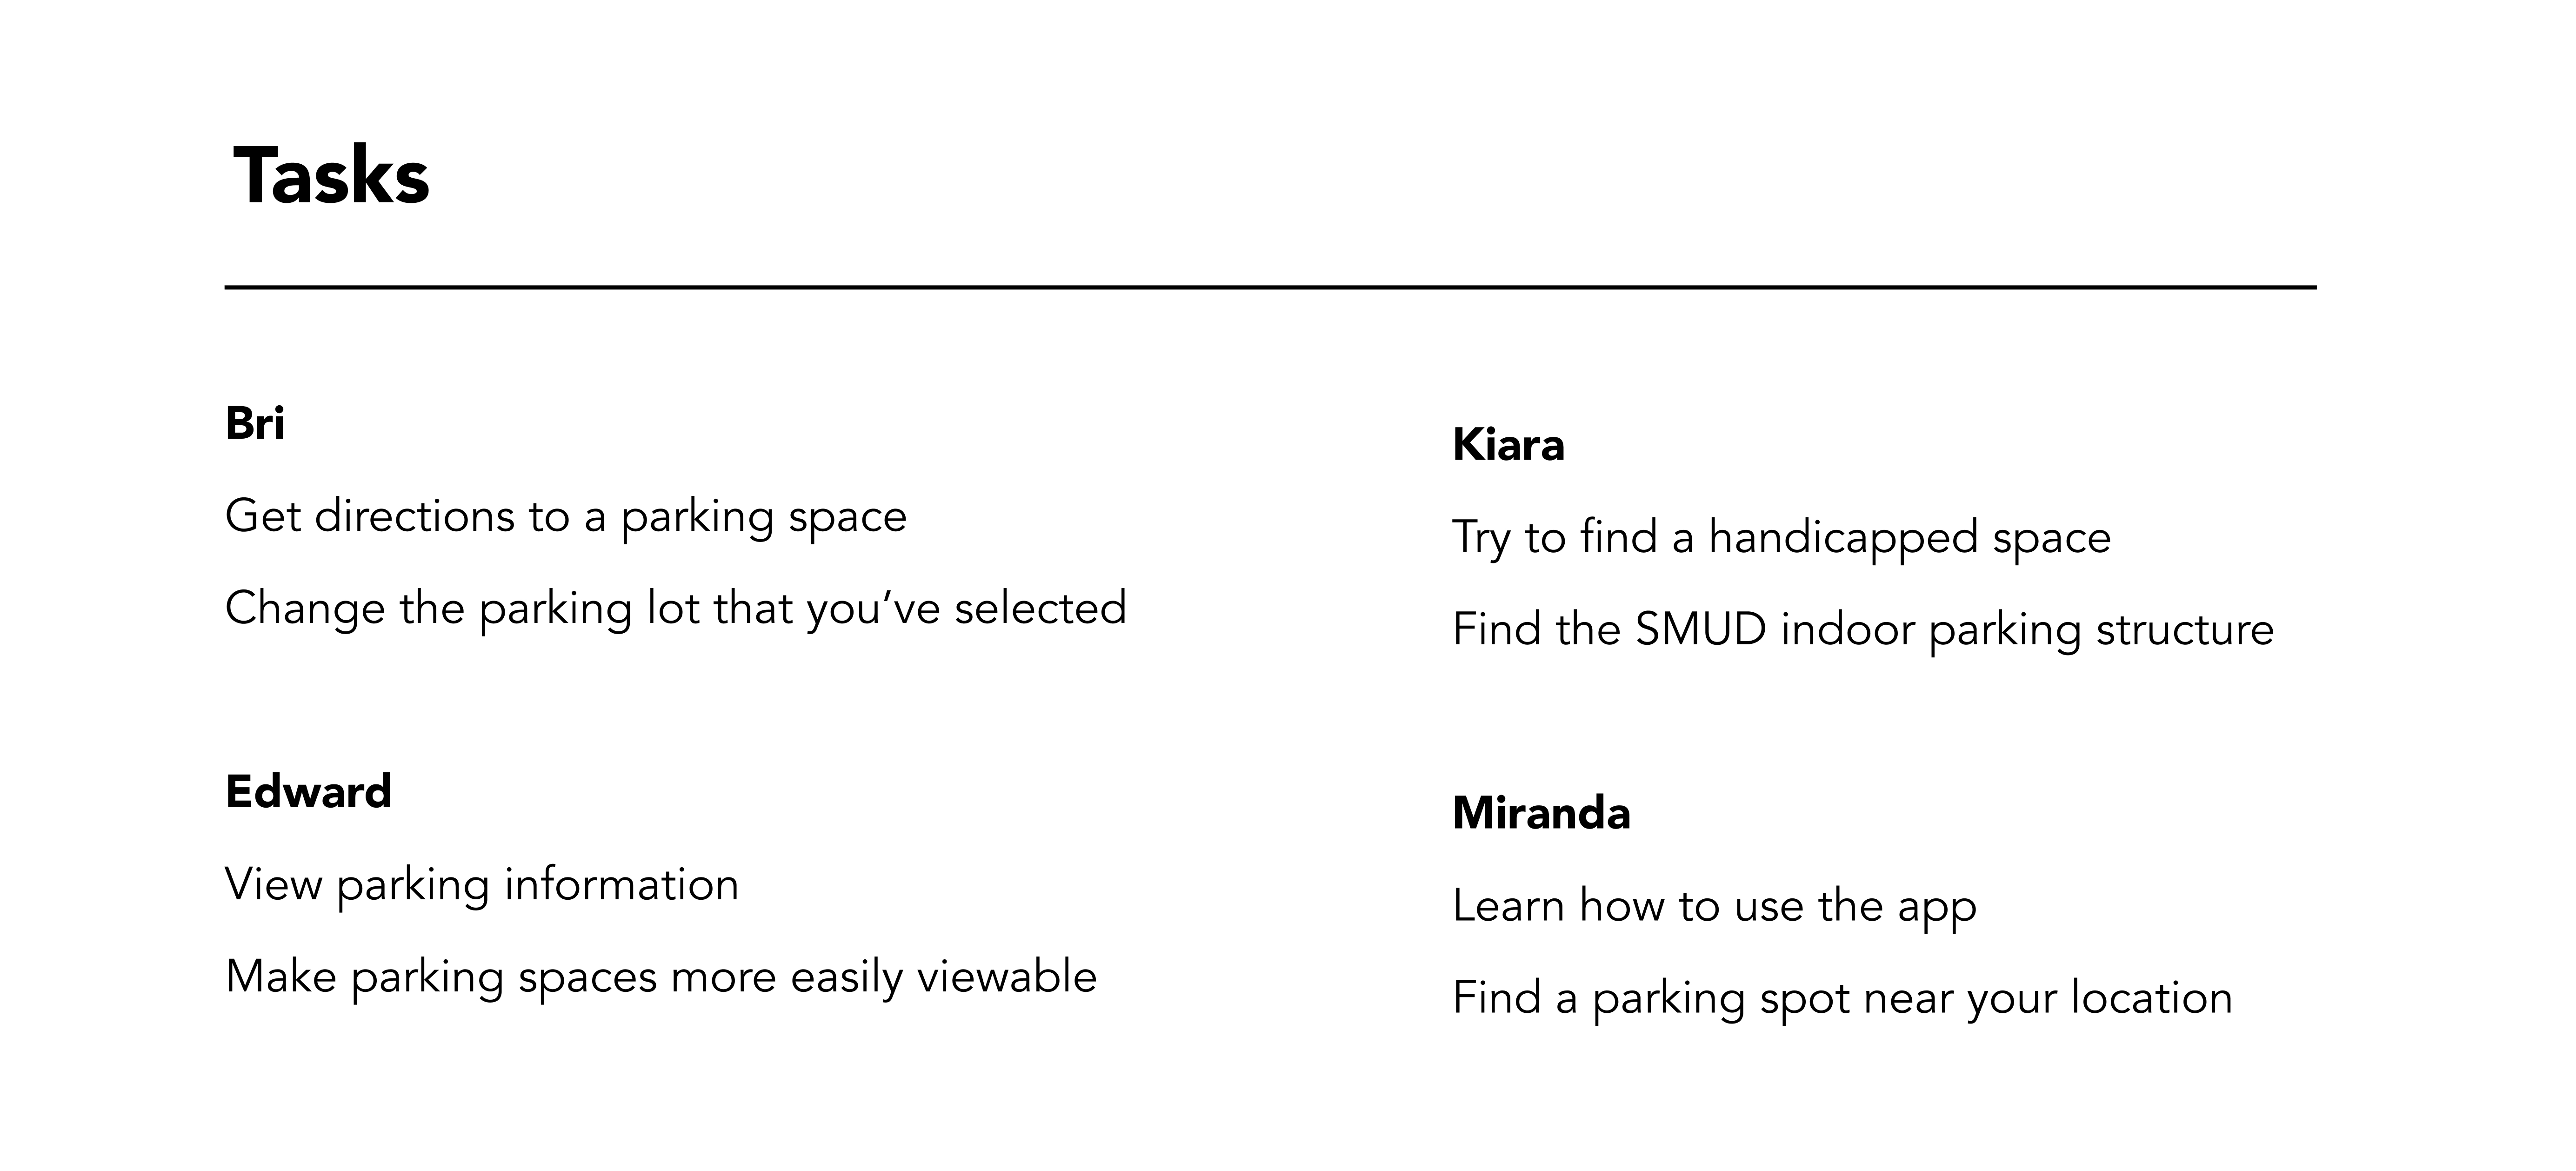 Tasks
Bri
Get directions to a parking space
Change the parking lot that you’ve selected
Edward
View parking information
Make parking spaces more easily viewable
Kiara
Try to find a handicapped space
Find the SMUD indoor parking structure
Miranda
Learn how to use the app
Find a parking spot near your location